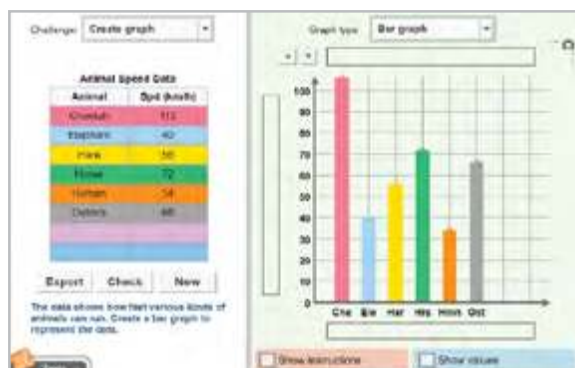 Challenge: Create graph
Animal Speed Data
Animal Spd (km/h)
Cheetah
Elephant 40
Hare 56
Horse 72
Human 34
Ostrich 66
Export Check New
The data shows how fast various kinds of
animals can run. Create a bar graph to
represent the data.
Graph type: Bar graph
100
90
80
70
60
50
40
30
20
10
0
Che Ele Har Hrs Hmn Ost
Show instructions
Show values